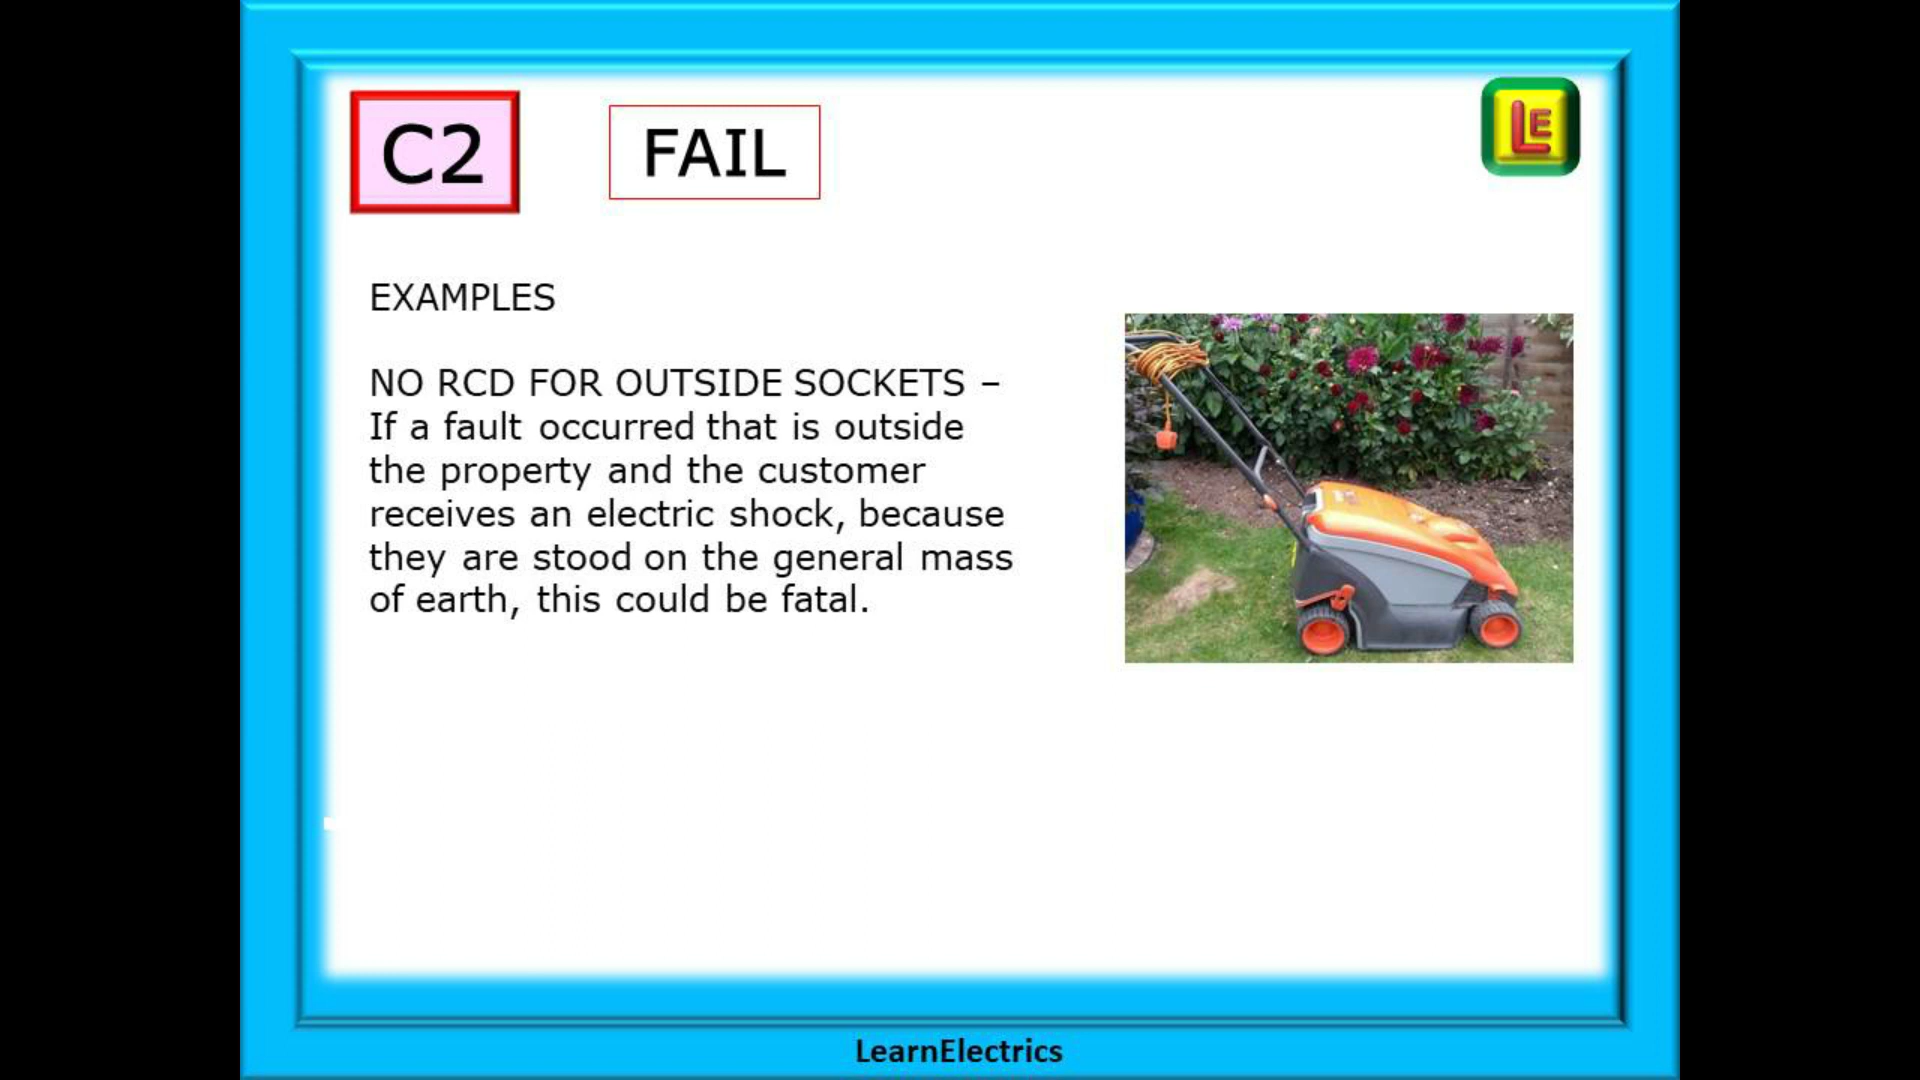 C2
FAIL
LE
EXAMPLES
NO RCD FOR OUTSIDE SOCKETS –
If a fault occurred that is outside
the property and the customer
receives an electric shock, because
they are stood on the general mass
of earth, this could be fatal.
LearnElectrics